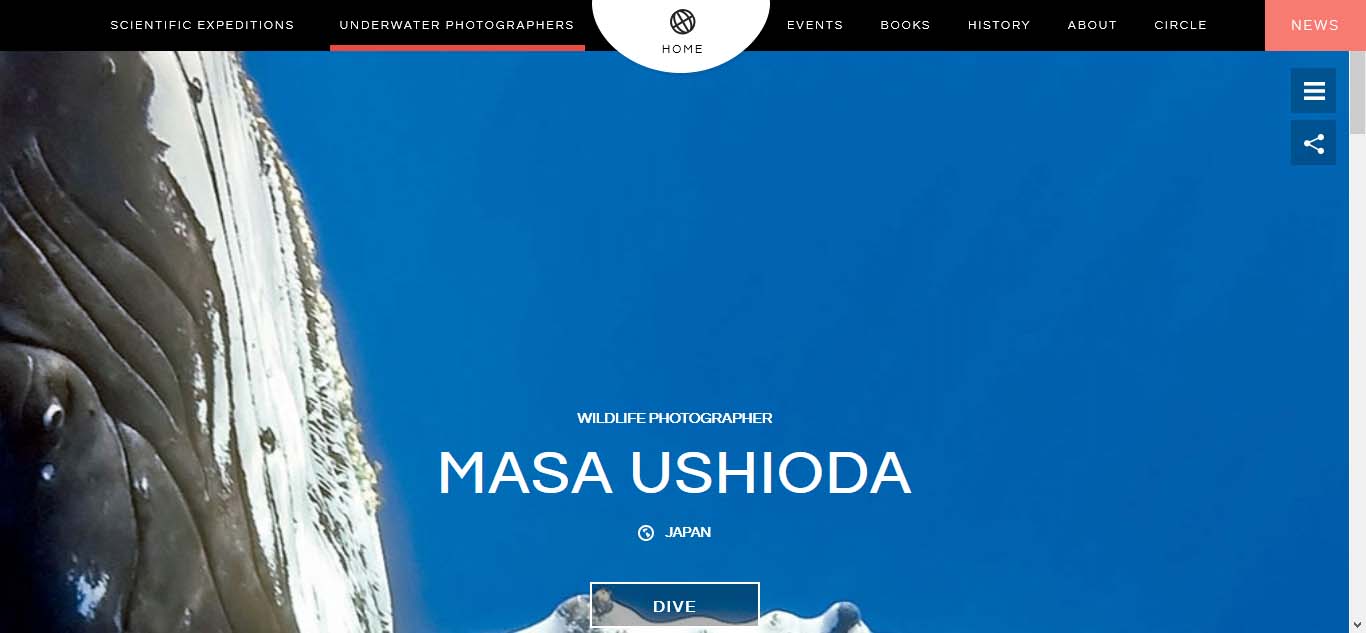 SCIENTIFIC EXPEDITIONS UNDERWATER PHOTOGRAPHERS HOME EVENTS BOOKS HISTORY ABOUT CIRCLE NEWS
WILDLIFE PHOTOGRAPHER
MASA USHIODA
JAPAN
DIVE